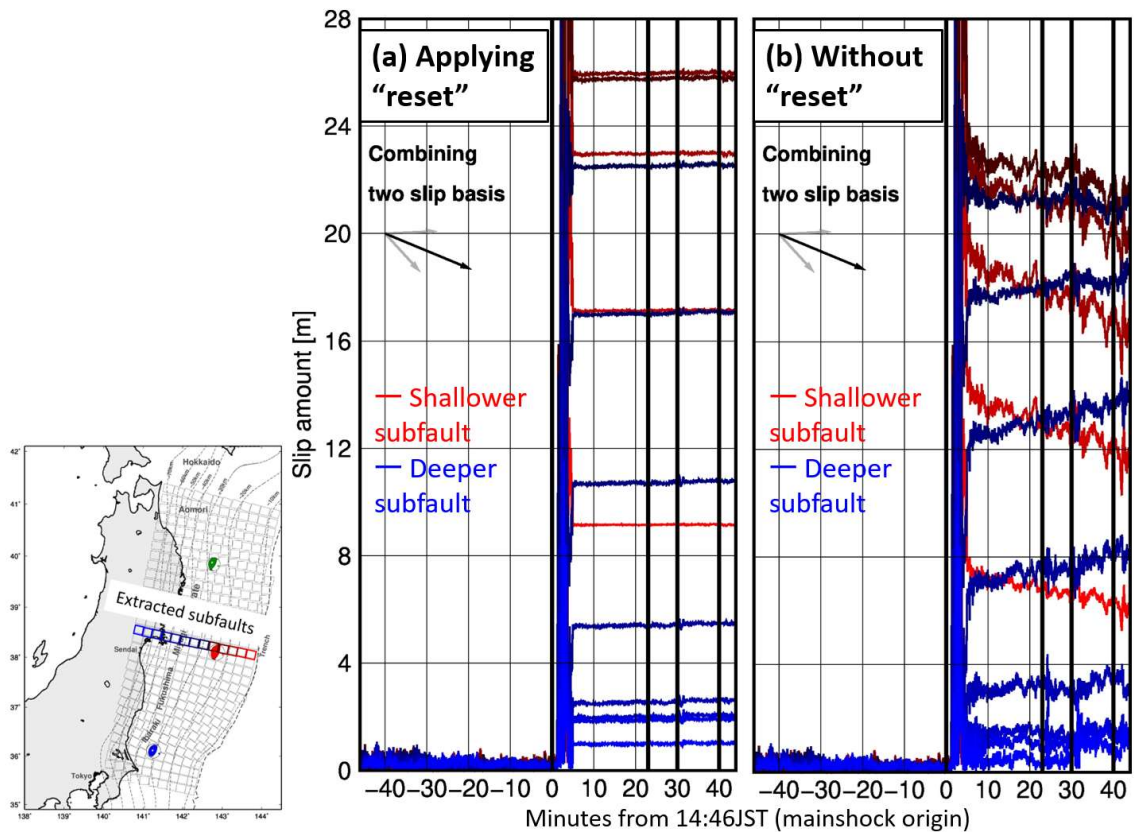 28
24
20
16
12
8
4
0
Slip amount [m]
(a) Applying
“reset”
Combining
two slip basis
Shallower
subfault
Deeper
subfault
−40 −30 −20 −10 0 10 20 30 40
(b) Without
“reset”
Combining
two slip basis
Shallower
subfault
Deeper
subfault
−40 −30 −20 −10 0 10 20 30 40
Minutes from 14:46JST (mainshock origin)
42˚
41˚
40˚
39˚
38˚
37˚
36˚
35˚
Hokkaido
Aomori
Extracted subfaults
Sendai
Fukushima
Ibaraki
Tokyo
Trench
140˚ 141˚ 142˚ 143˚ 144˚